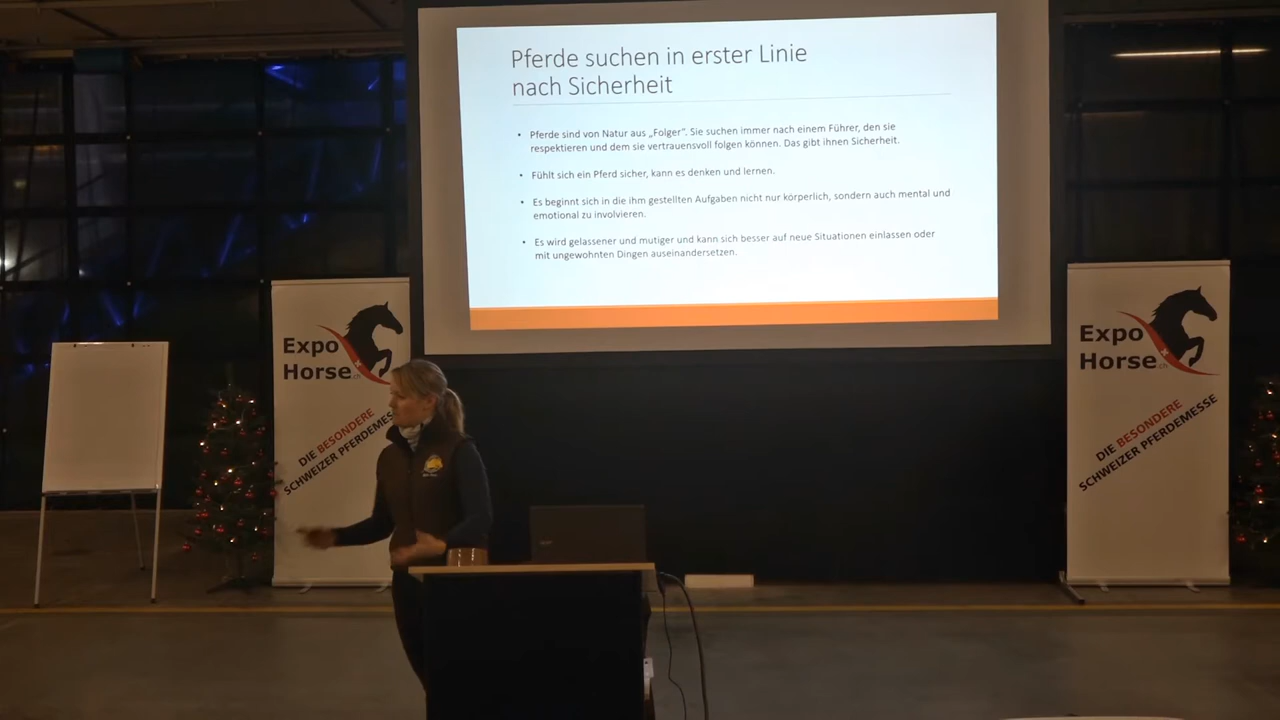 Pferde suchen in erster Linie
nach Sicherheit
• Pferde sind von Natur aus „Folger“. Sie suchen immer nach einem Führer, den sie
respektieren und dem sie vertrauensvoll folgen können. Das gibt ihnen Sicherheit.
• Fühlt sich ein Pferd sicher, kann es denken und lernen.
• Es beginnt sich in die ihm gestellten Aufgaben nicht nur körperlich, sondern auch mental und
emotional zu involvieren.
• Es wird gelassener und mutiger und kann sich besser auf neue Situationen einlassen oder
mit ungewohnten Dingen auseinandersetzen.
Expo
Horse.ch
DIE BESONDERE
SCHWEIZER PFERDEMES
Expo
Horse.ch
DIE BESONDERE
SCHWEIZER PFERDEMESSE